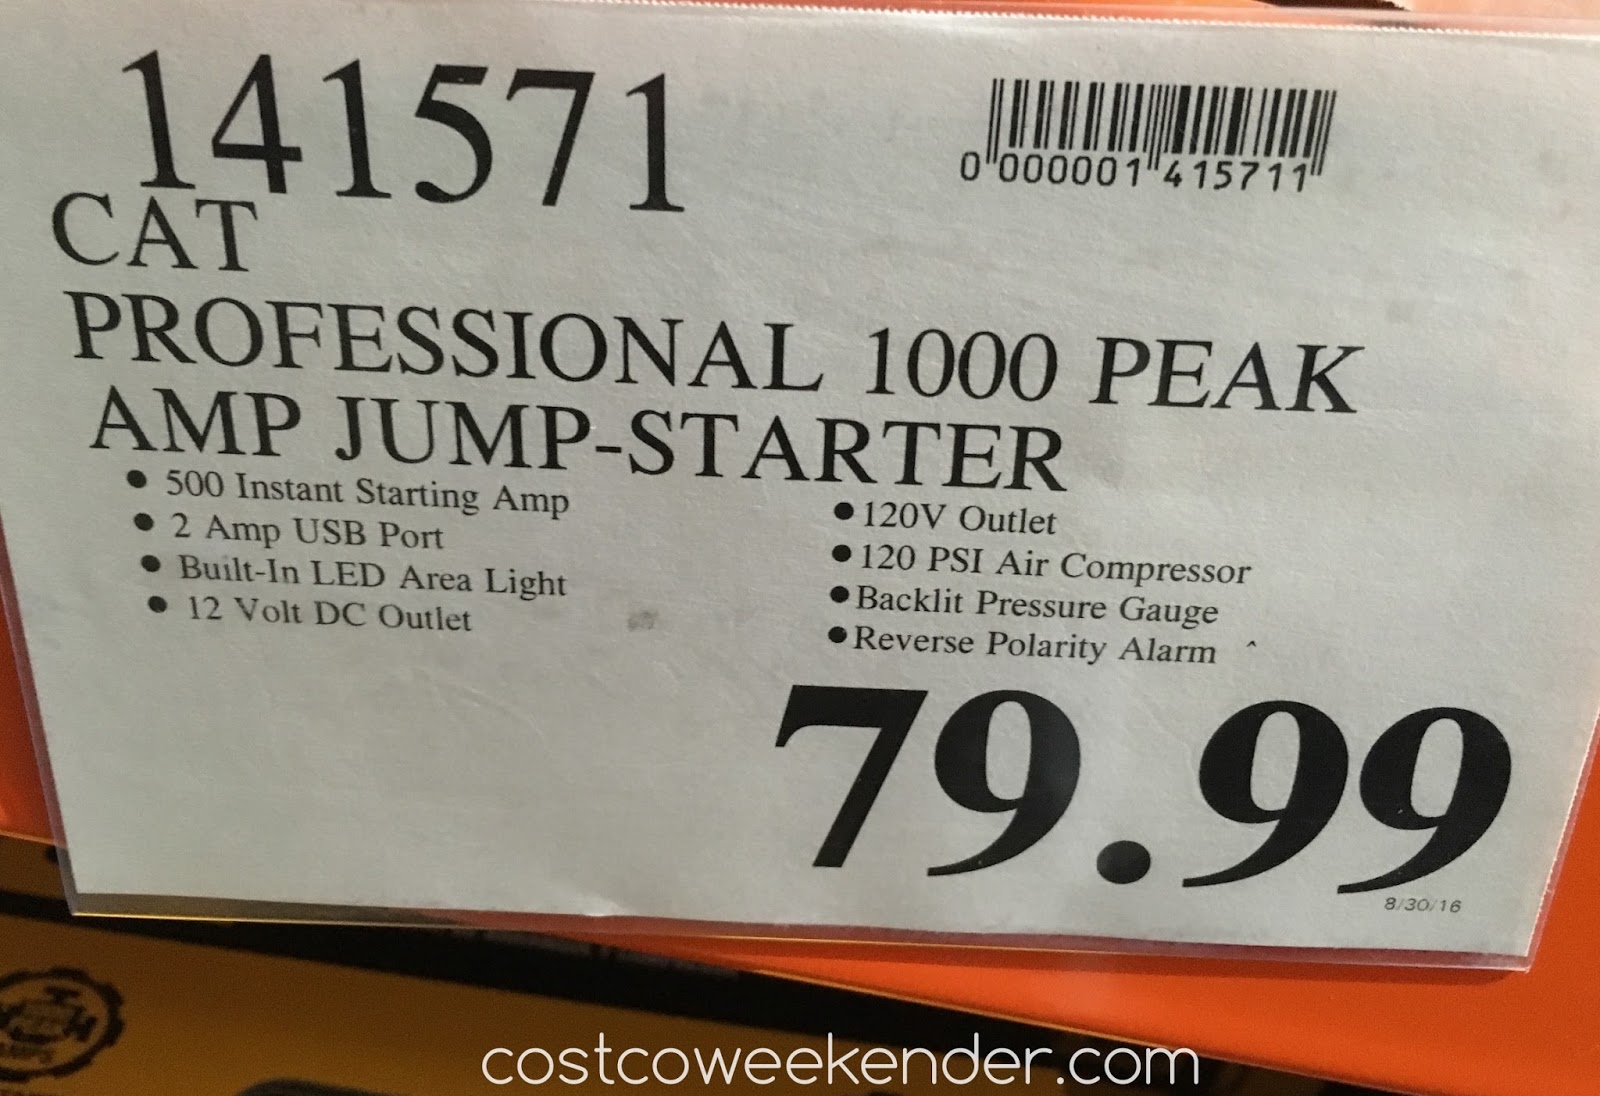 141571
0 000001 415711
CAT
PROFESSIONAL 1000 PEAK
AMP JUMP-STARTER
• 500 Instant Starting Amp
• 2 Amp USB Port
• Built-In LED Area Light
• 12 Volt DC Outlet
• 120V Outlet
• 120 PSI Air Compressor
• Backlit Pressure Gauge
• Reverse Polarity Alarm ^
79.99
8/30/16
costcoweekender.com